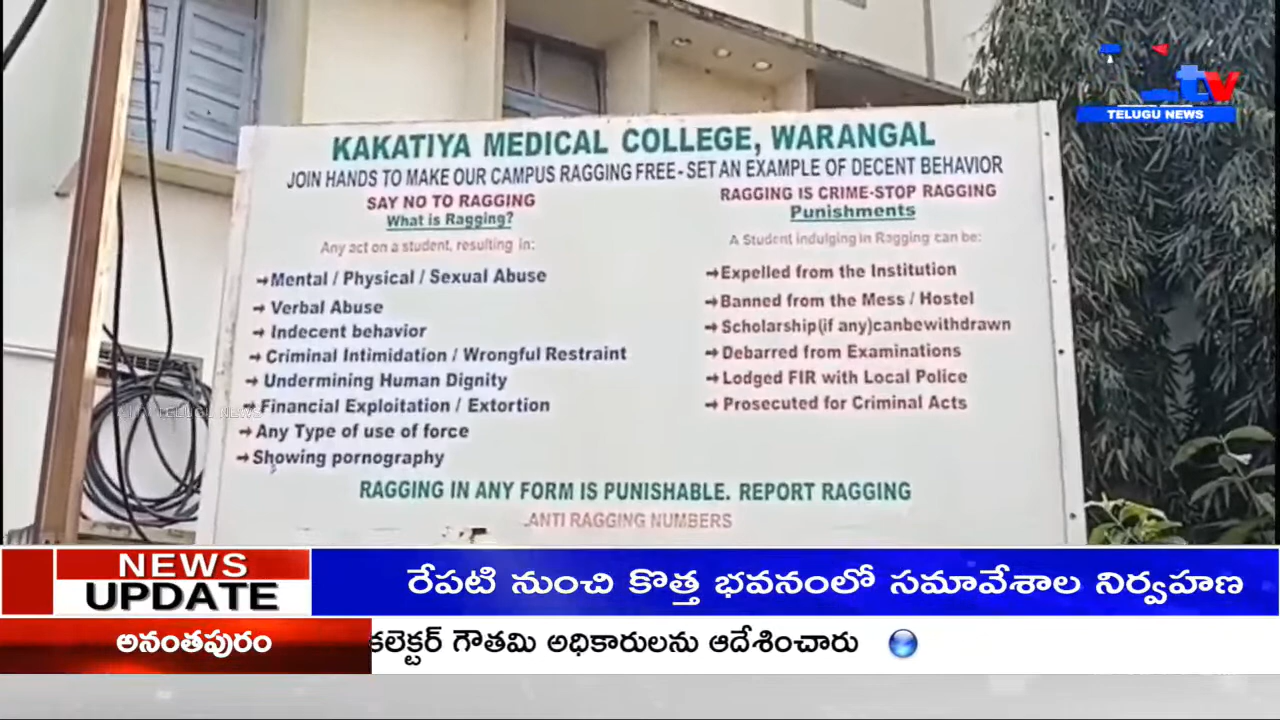 tv
TELUGU NEWS
KAKATIYA MEDICAL COLLEGE, WARANGAL
JOIN HANDS TO MAKE OUR CAMPUS RAGGING FREE - SET AN EXAMPLE OF DECENT BEHAVIOR
SAY NO TO RAGGING
What is Ragging?
Any act on a student, resulting in:
→Mental / Physical / Sexual Abuse
→ Verbal Abuse
→ Indecent behavior
→ Criminal Intimidation / Wrongful Restraint
→ Undermining Human Dignity
→Financial Exploitation / Extortion
→Any Type of use of force
→Showing pornography
RAGGING IS CRIME-STOP RAGGING
Punishments
A Student indulging in Ragging can be:
→Expelled from the Institution
→Banned from the Mess / Hostel
→Scholarship(if any)canbewithdrawn
→Debarred from Examinations
→Lodged FIR with Local Police
→Prosecuted for Criminal Acts
RAGGING IN ANY FORM IS PUNISHABLE. REPORT RAGGING
ANTI RAGGING NUMBERS
TELUGU NEWS
NEWS
UPDATE
రేపటి నుంచి కొత్త భవనంలో సమావేశాల నిర్వహణ
అనంతపురం
కలెక్టర్ గౌతమి అధికారులను ఆదేశించారు